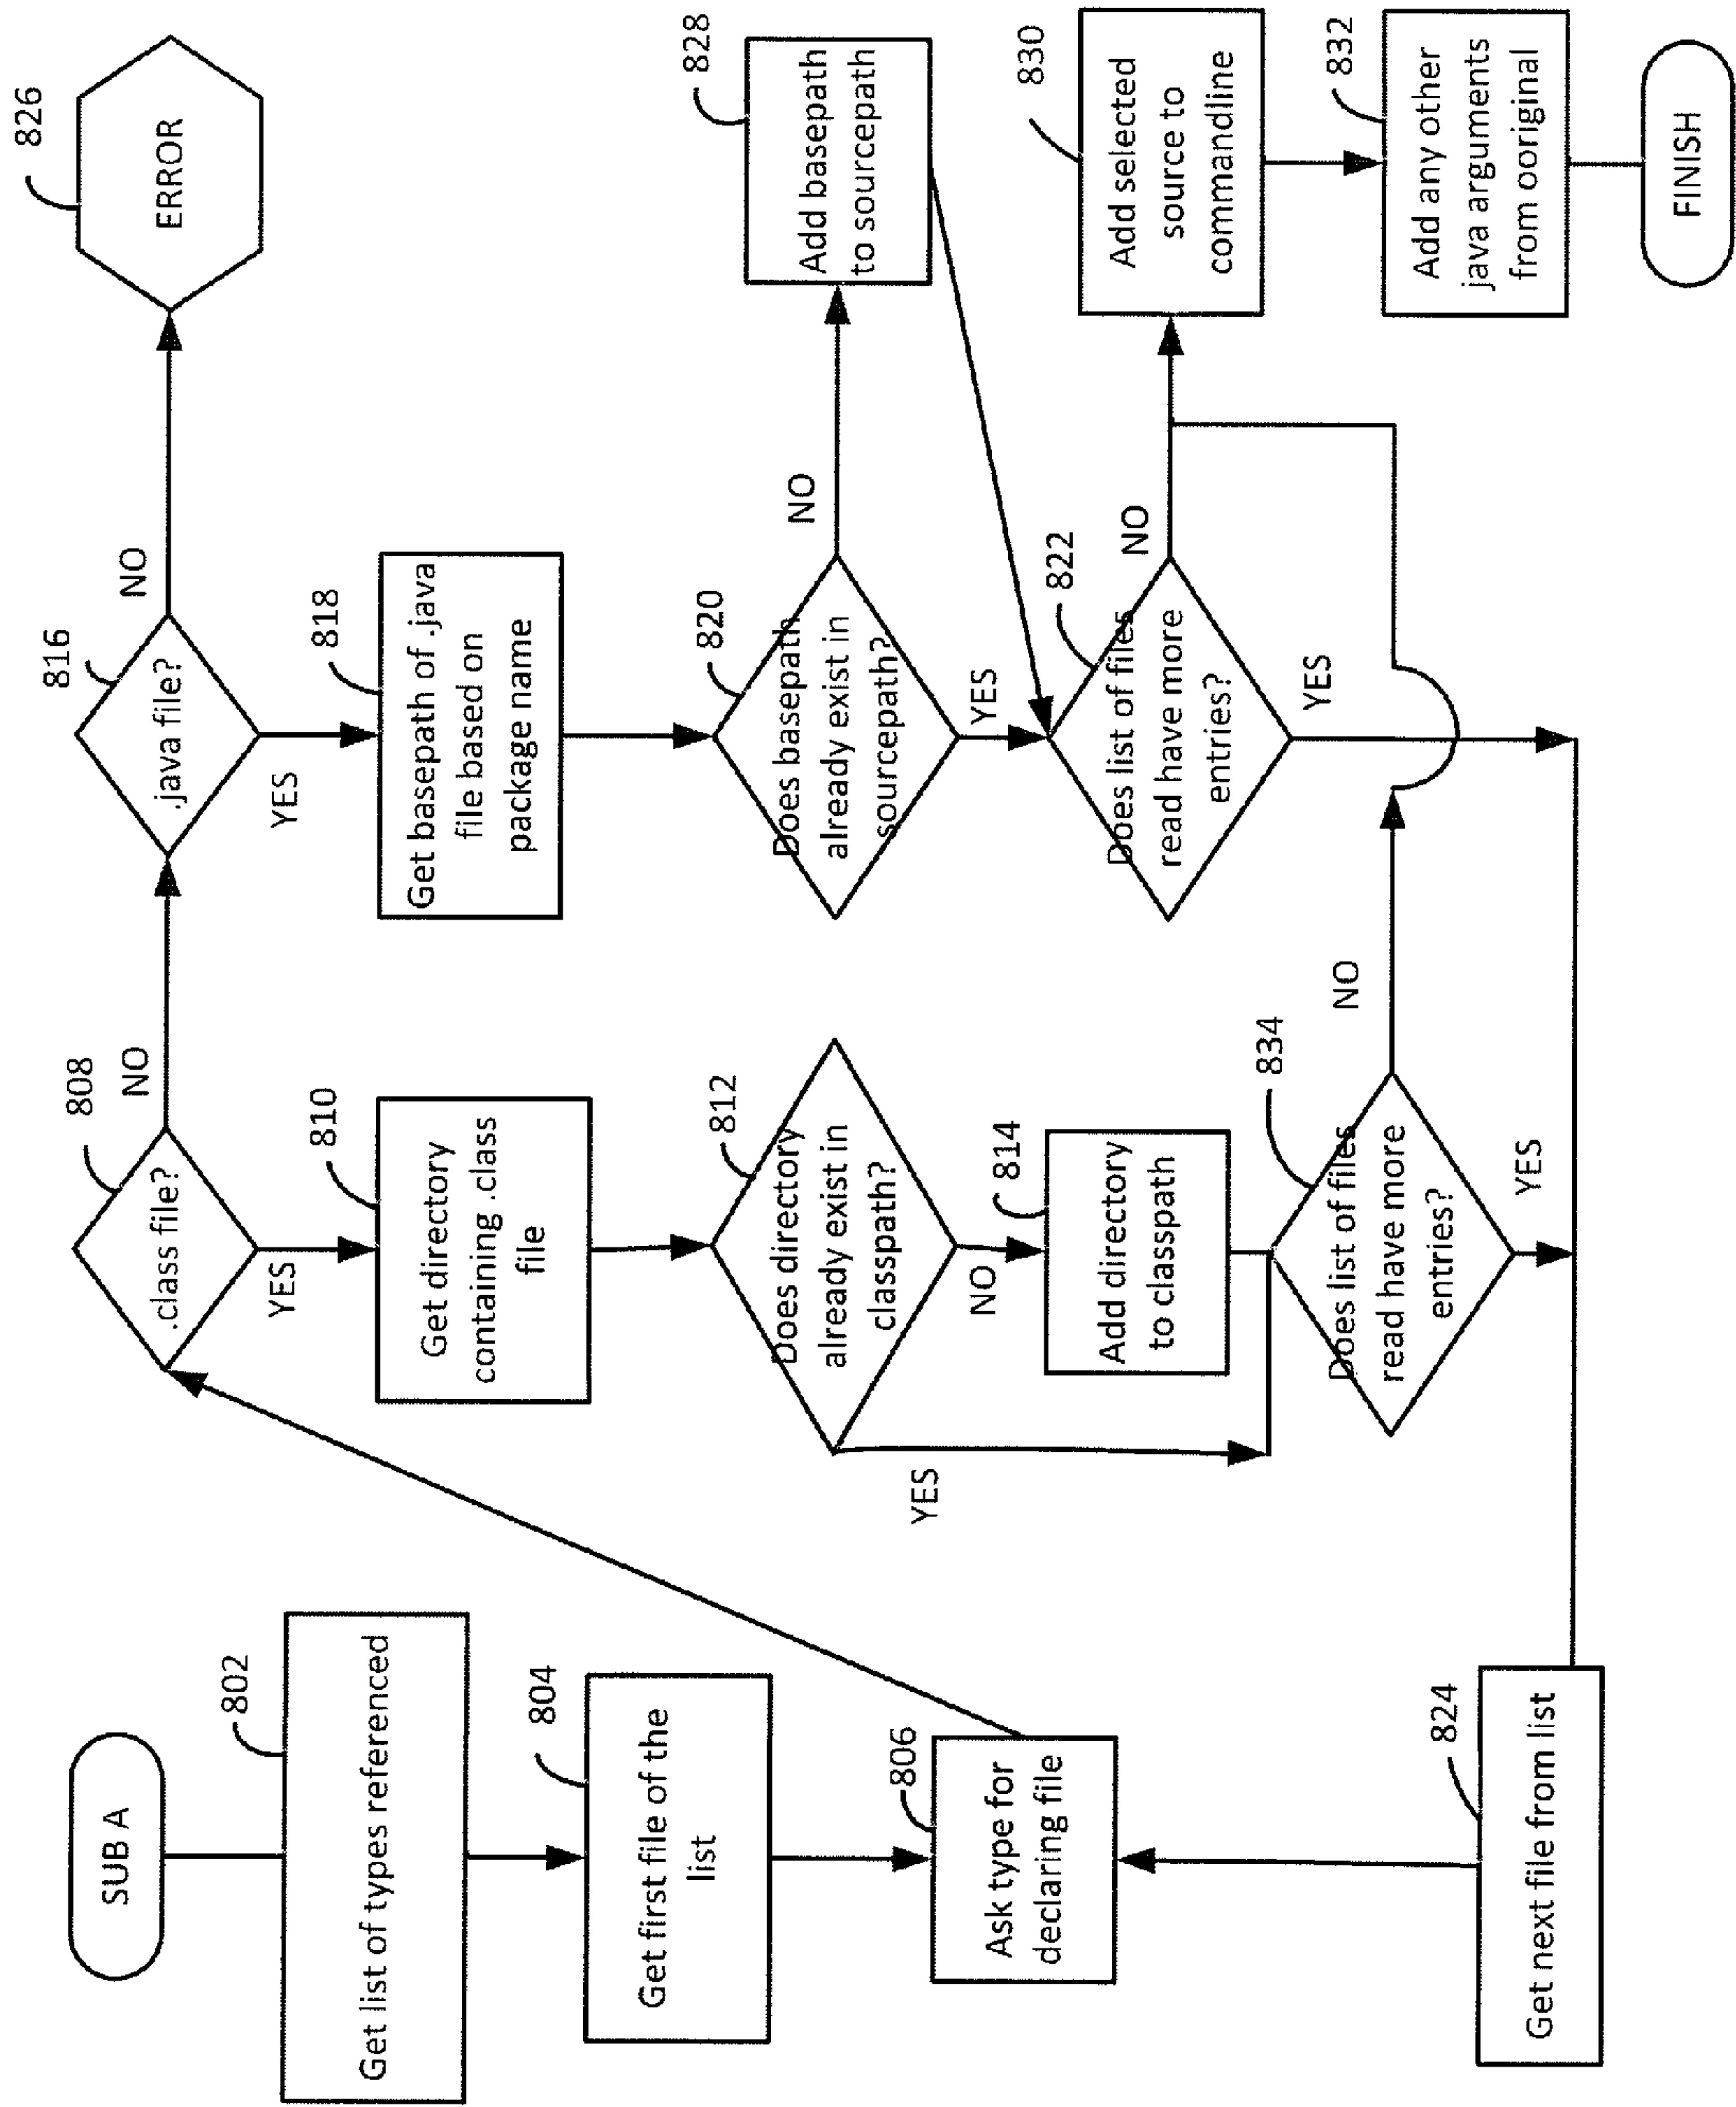 SUB A
802
Get list of types referenced
804
Get first file of the
list
806
Ask type for
declaring file
824
Get next file from list
808
.class file?
NO
YES
810
Get directory
containing .class
file
812
Does directory
already exist in
classpath?
YES
NO
814
Add directory
to classpath
834
Does list of files
read have more
entries?
NO
YES
816
.java file?
NO
YES
818
Get basepath of .java
file based on
package name
820
Does basepath
already exist in
sourcepath?
NO
YES
822
Does list of files
read have more
entries?
NO
YES
826
ERROR
828
Add basepath
to sourcepath
830
Add selected
source to
commandline
832
Add any other
java arguments
from ooriginal
FINISH